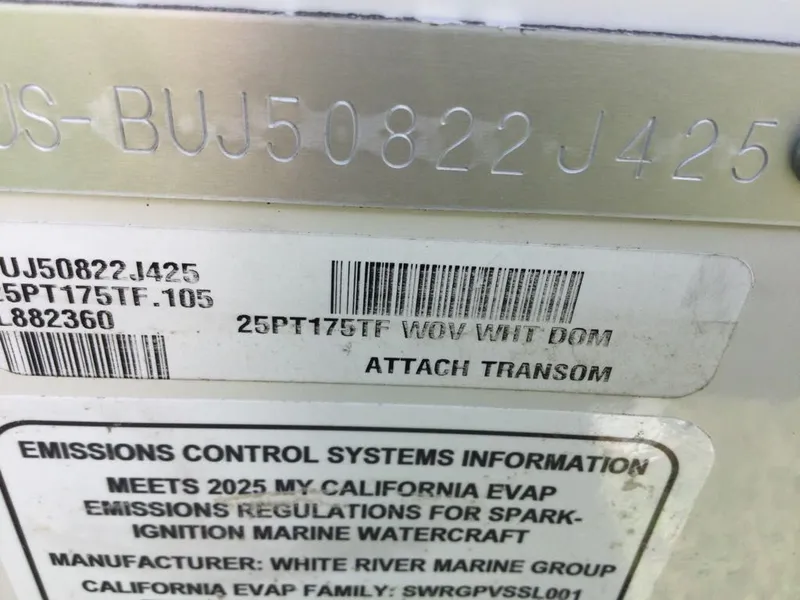 US-BUJ50822J425
UJ50822J425
25PT175TF.105
L882360
25PT175TF WOV WHT DOM
ATTACH TRANSOM
EMISSIONS CONTROL SYSTEMS INFORMATION
MEETS 2025 MY CALIFORNIA EVAP
EMISSIONS REGULATIONS FOR SPARK-
IGNITION MARINE WATERCRAFT
MANUFACTURER: WHITE RIVER MARINE GROUP
CALIFORNIA EVAP FAMILY: SWRGPVSSL001